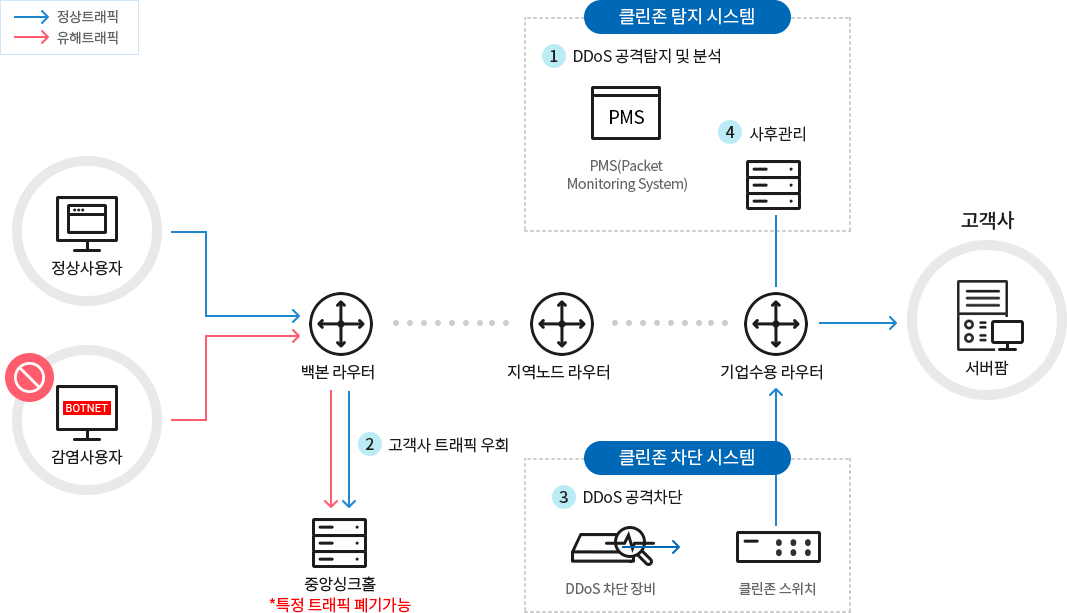 정상트래픽
유해트래픽
클린존 탐지 시스템
1 DDoS 공격탐지 및 분석
PMS
PMS(Packet
Monitoring System)
4 사후관리
정상사용자
고객사
서버팜
백본 라우터
지역노드 라우터
기업수용 라우터
BOTNET
감염사용자
2 고객사 트래픽 우회
중앙싱크홀
*특정 트래픽 폐기가능
클린존 차단 시스템
3 DDoS 공격차단
DDoS 차단 장비
클린존 스위치